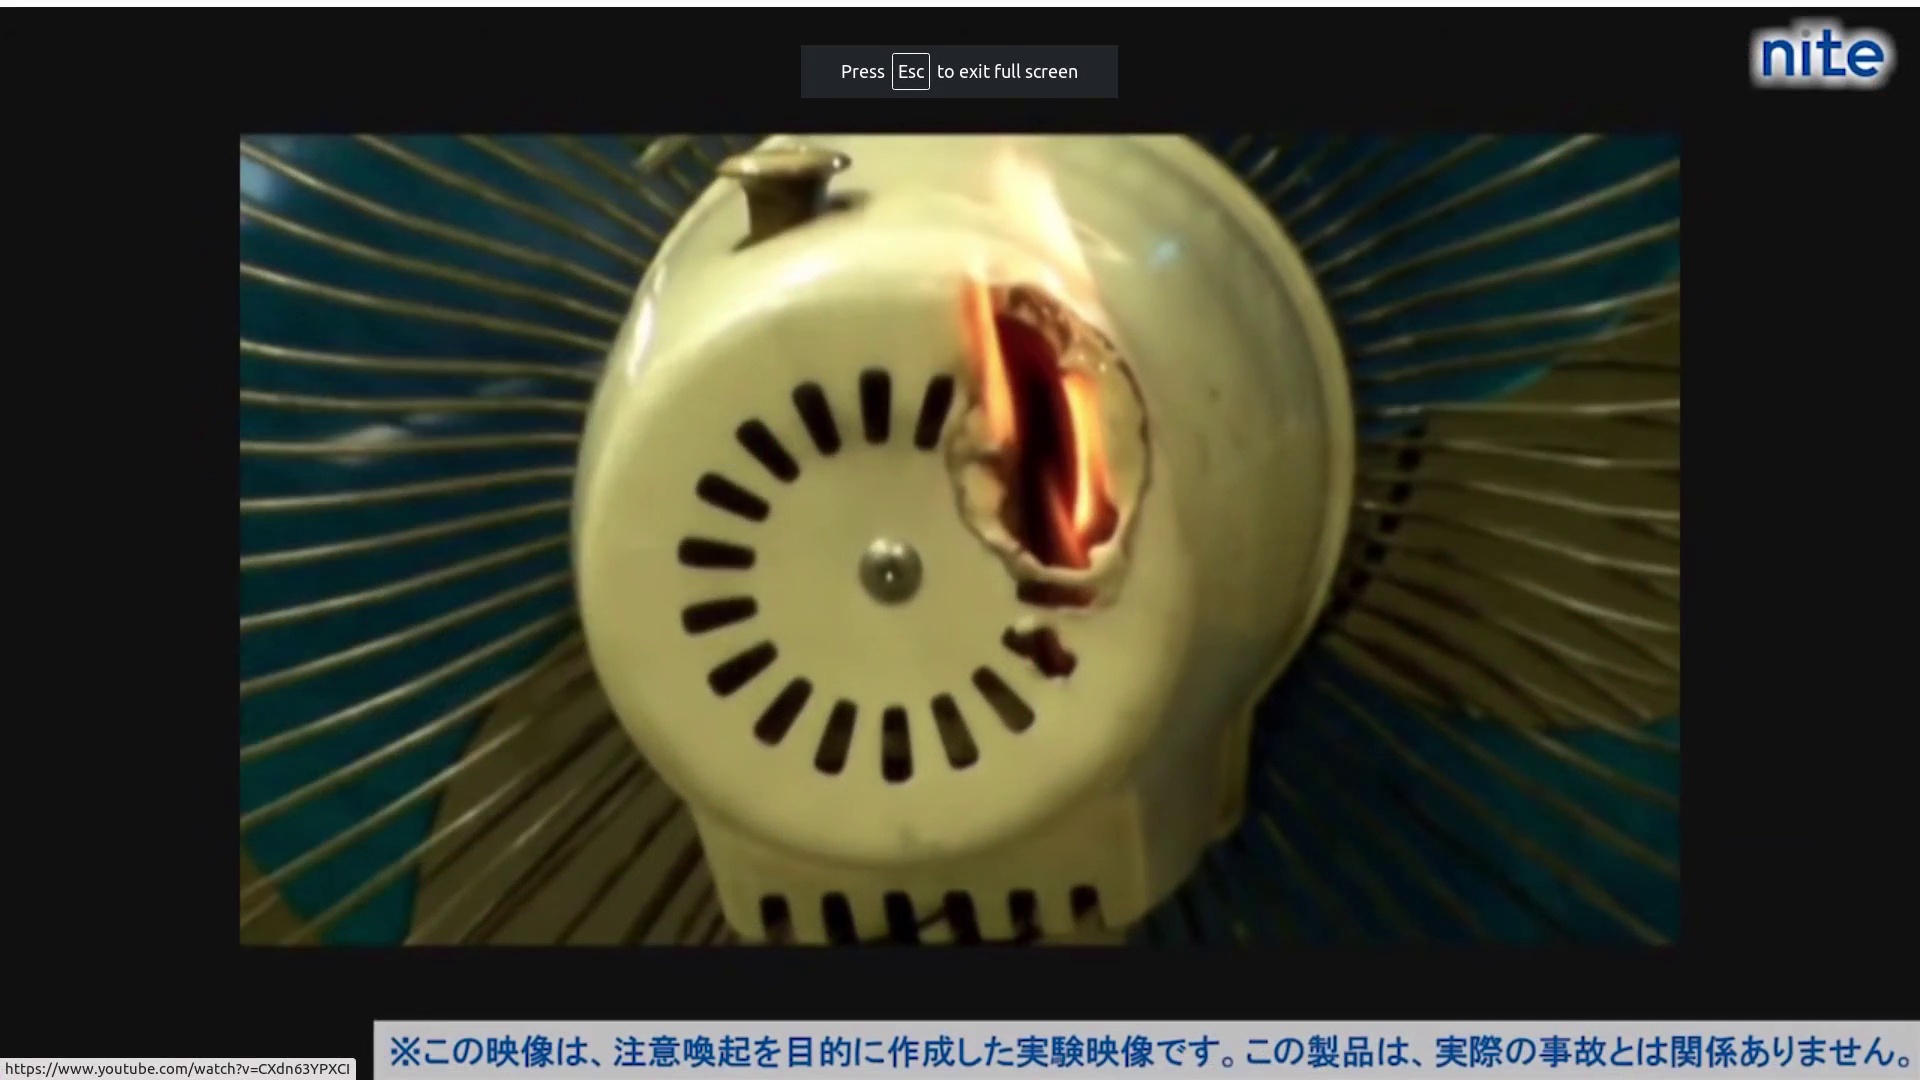 nite
Press Esc to exit full screen
※この映像は、注意喚起を目的に作成した実験映像です。この製品は、実際の事故とは関係ありません。
https://www.youtube.com/watch?v=CXdn63YPXCI